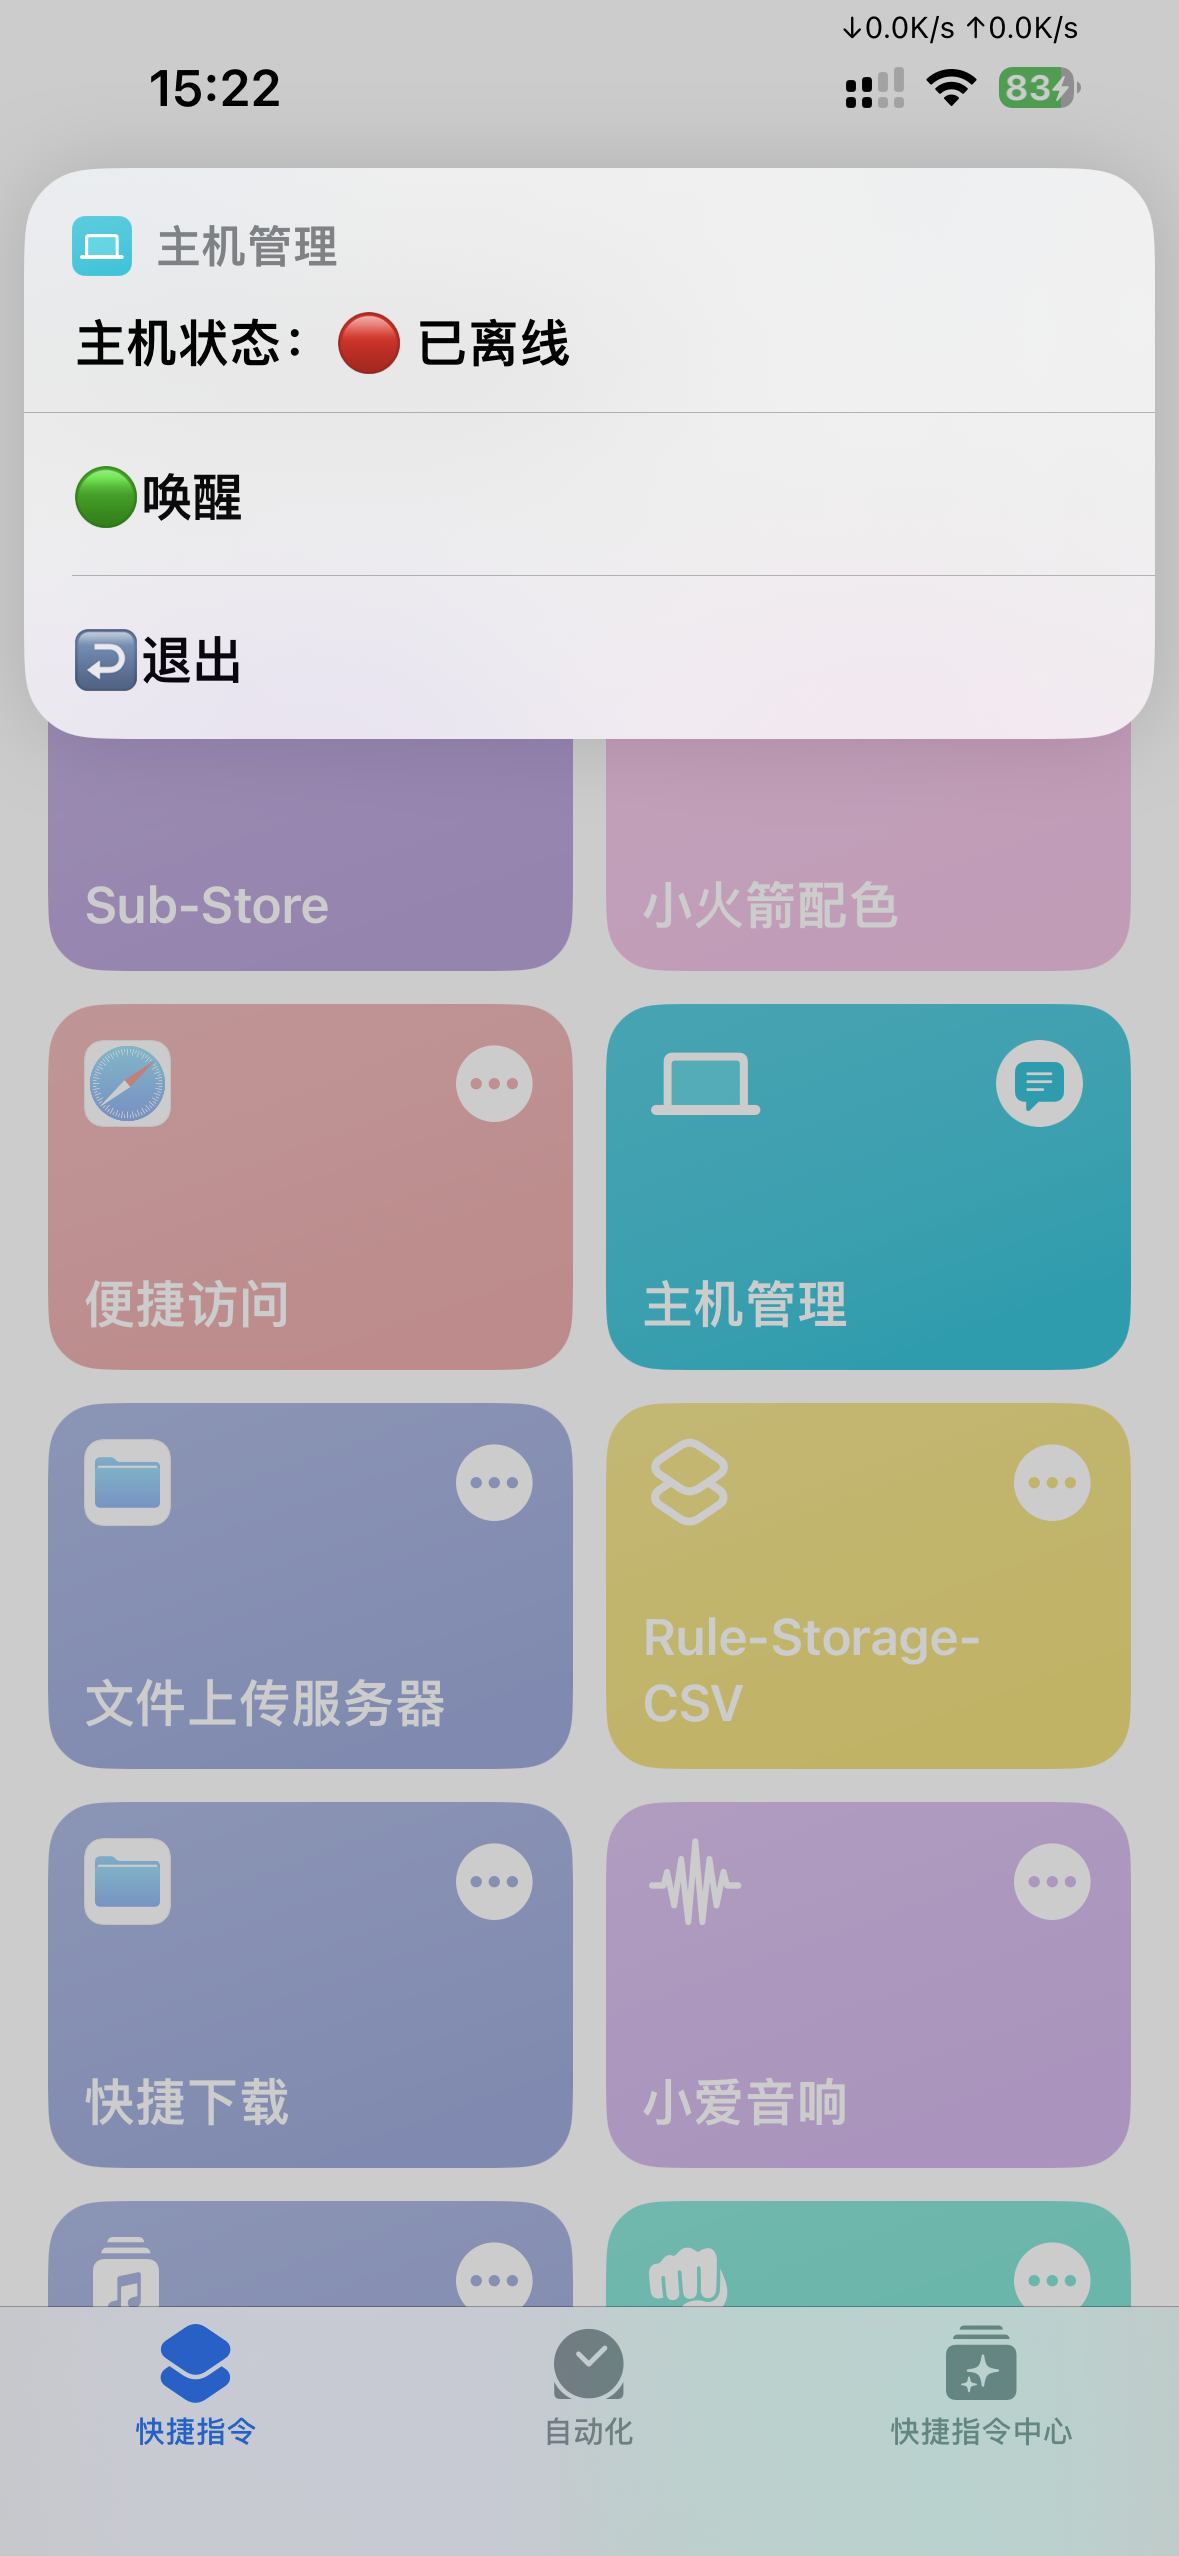 ↓0.0K/s ↑0.0K/s
15:22
83
主机管理
主机状态：🔴 已离线
🟢唤醒
↩️退出
Sub-Store
小火箭配色
便捷访问
主机管理
文件上传服务器
Rule-Storage-
CSV
快捷下载
小爱音响
快捷指令
自动化
快捷指令中心